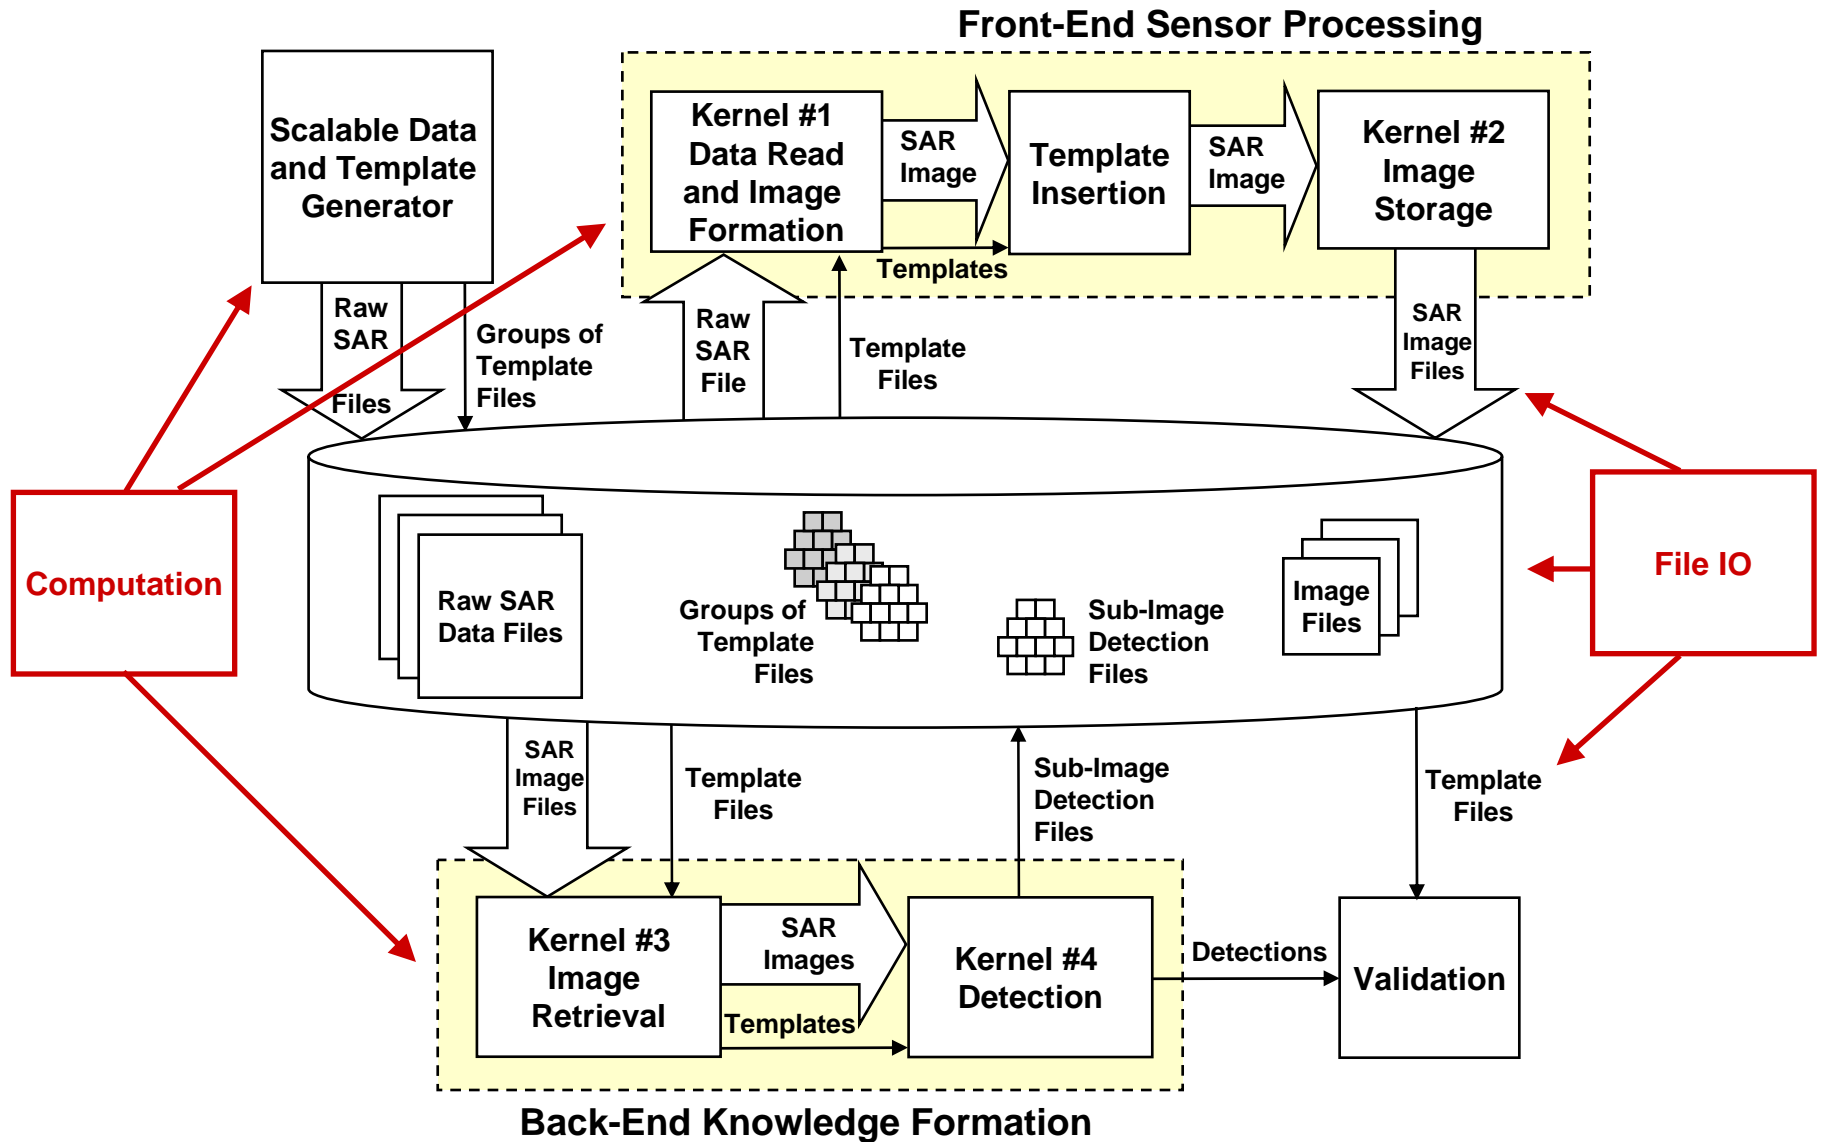 Front-End Sensor Processing
Scalable Data
and Template
Generator
Kernel #1
Data Read
and Image
Formation
SAR
Image
Template
Insertion
SAR
Image
Kernel #2
Image
Storage
Templates
Raw
SAR
Files
Groups of
Template
Files
Raw
SAR
File
Template
Files
SAR
Image
Files
Computation
Raw SAR
Data Files
Groups of
Template
Files
Sub-Image
Detection
Files
Image
Files
File IO
SAR
Image
Files
Template
Files
Sub-Image
Detection
Files
Template
Files
Kernel #3
Image
Retrieval
SAR
Images
Templates
Kernel #4
Detection
Detections
Validation
Back-End Knowledge Formation